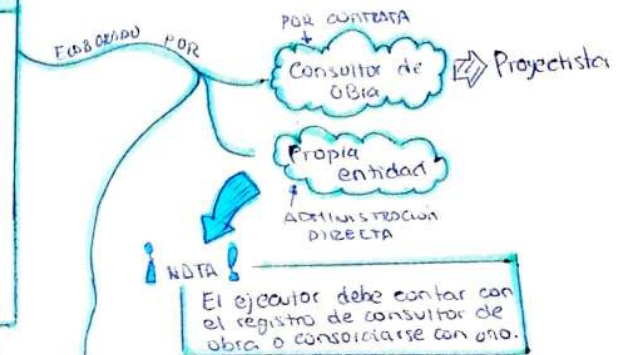 ELABORADO POR
POR CONTRATA
Consultor de
OBra
Proyectista
Propia
entidad
ADMINISTRACION
DIRECTA
¡ NOTA !
El ejecutor debe contar con
el registro de consultor de
obra o consorciarse con uno.